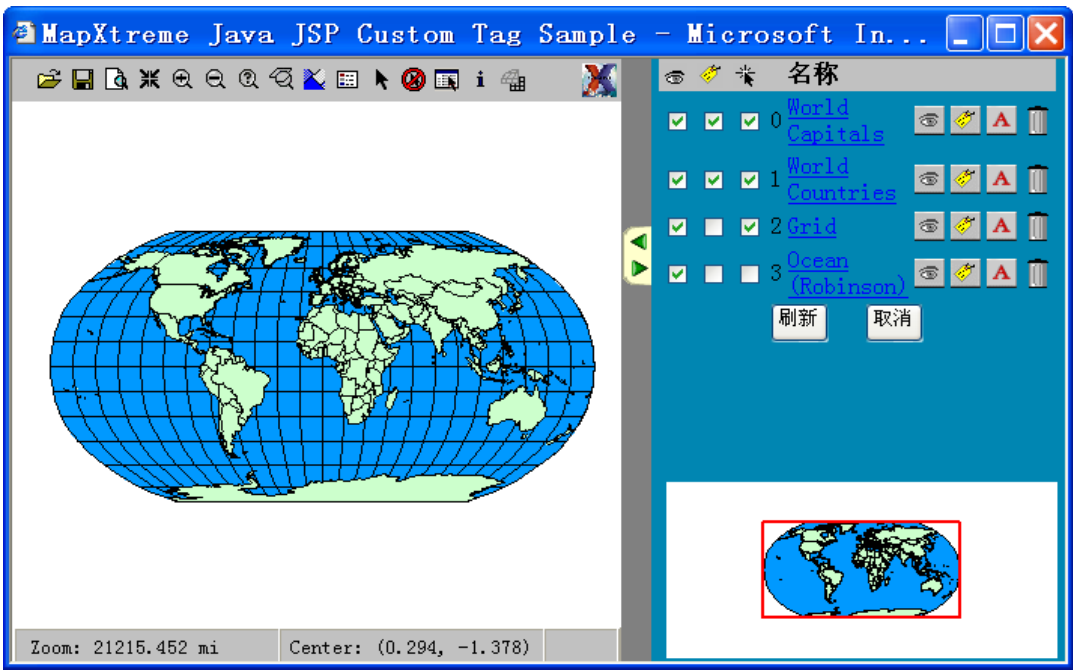 MapXtreme Java JSP Custom Tag Sample - Microsoft In...
名称
0 World
Capitals
A
1 World
Countries
A
2 Grid
A
3 Ocean
(Robinson)
A
刷新 取消
Zoom: 21215.452 mi Center: (0.294, -1.378)